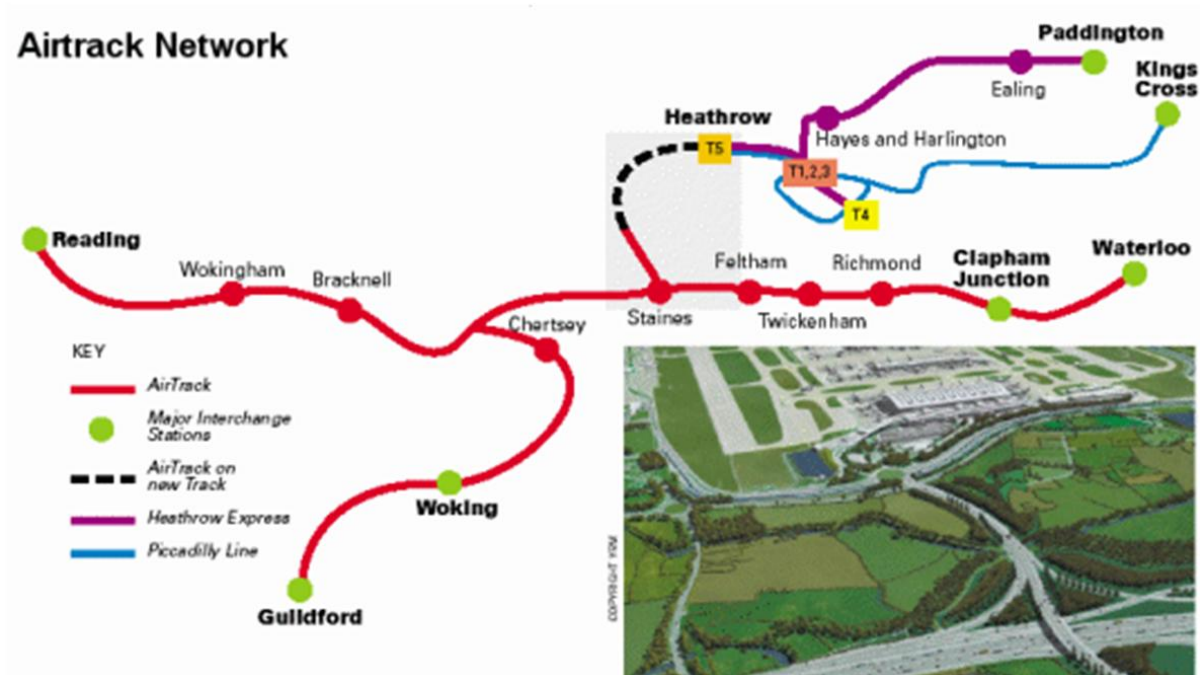 Airtrack Network
Paddington
Kings
Cross
Ealing
Heathrow
Hayes and Harlington
T5
T1,2,3
T4
Reading
Wokingham
Bracknell
Feltham
Richmond
Clapham
Junction
Waterloo
Chertsey
Staines
Twickenham
KEY
AirTrack
Major Interchange
Stations
AirTrack on
new Track
Heathrow Express
Piccadilly Line
Woking
Guildford
COPYRIGHT BAA